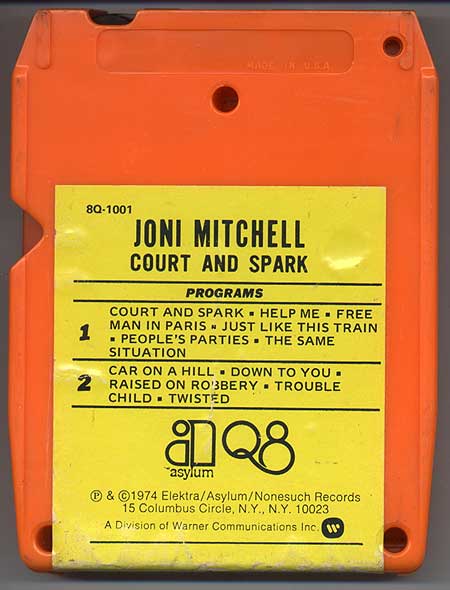 MADE IN U.S.A.
8Q-1001
JONI MITCHELL
COURT AND SPARK
PROGRAMS
1
COURT AND SPARK ▪ HELP ME ▪ FREE
MAN IN PARIS ▪ JUST LIKE THIS TRAIN
▪ PEOPLE'S PARTIES ▪ THE SAME
SITUATION
2
CAR ON A HILL ▪ DOWN TO YOU ▪
RAISED ON ROBBERY ▪ TROUBLE
CHILD ▪ TWISTED
asylum Q8
℗ & ©1974 Elektra/Asylum/Nonesuch Records
15 Columbus Circle, N.Y., N.Y. 10023
A Division of Warner Communications Inc.